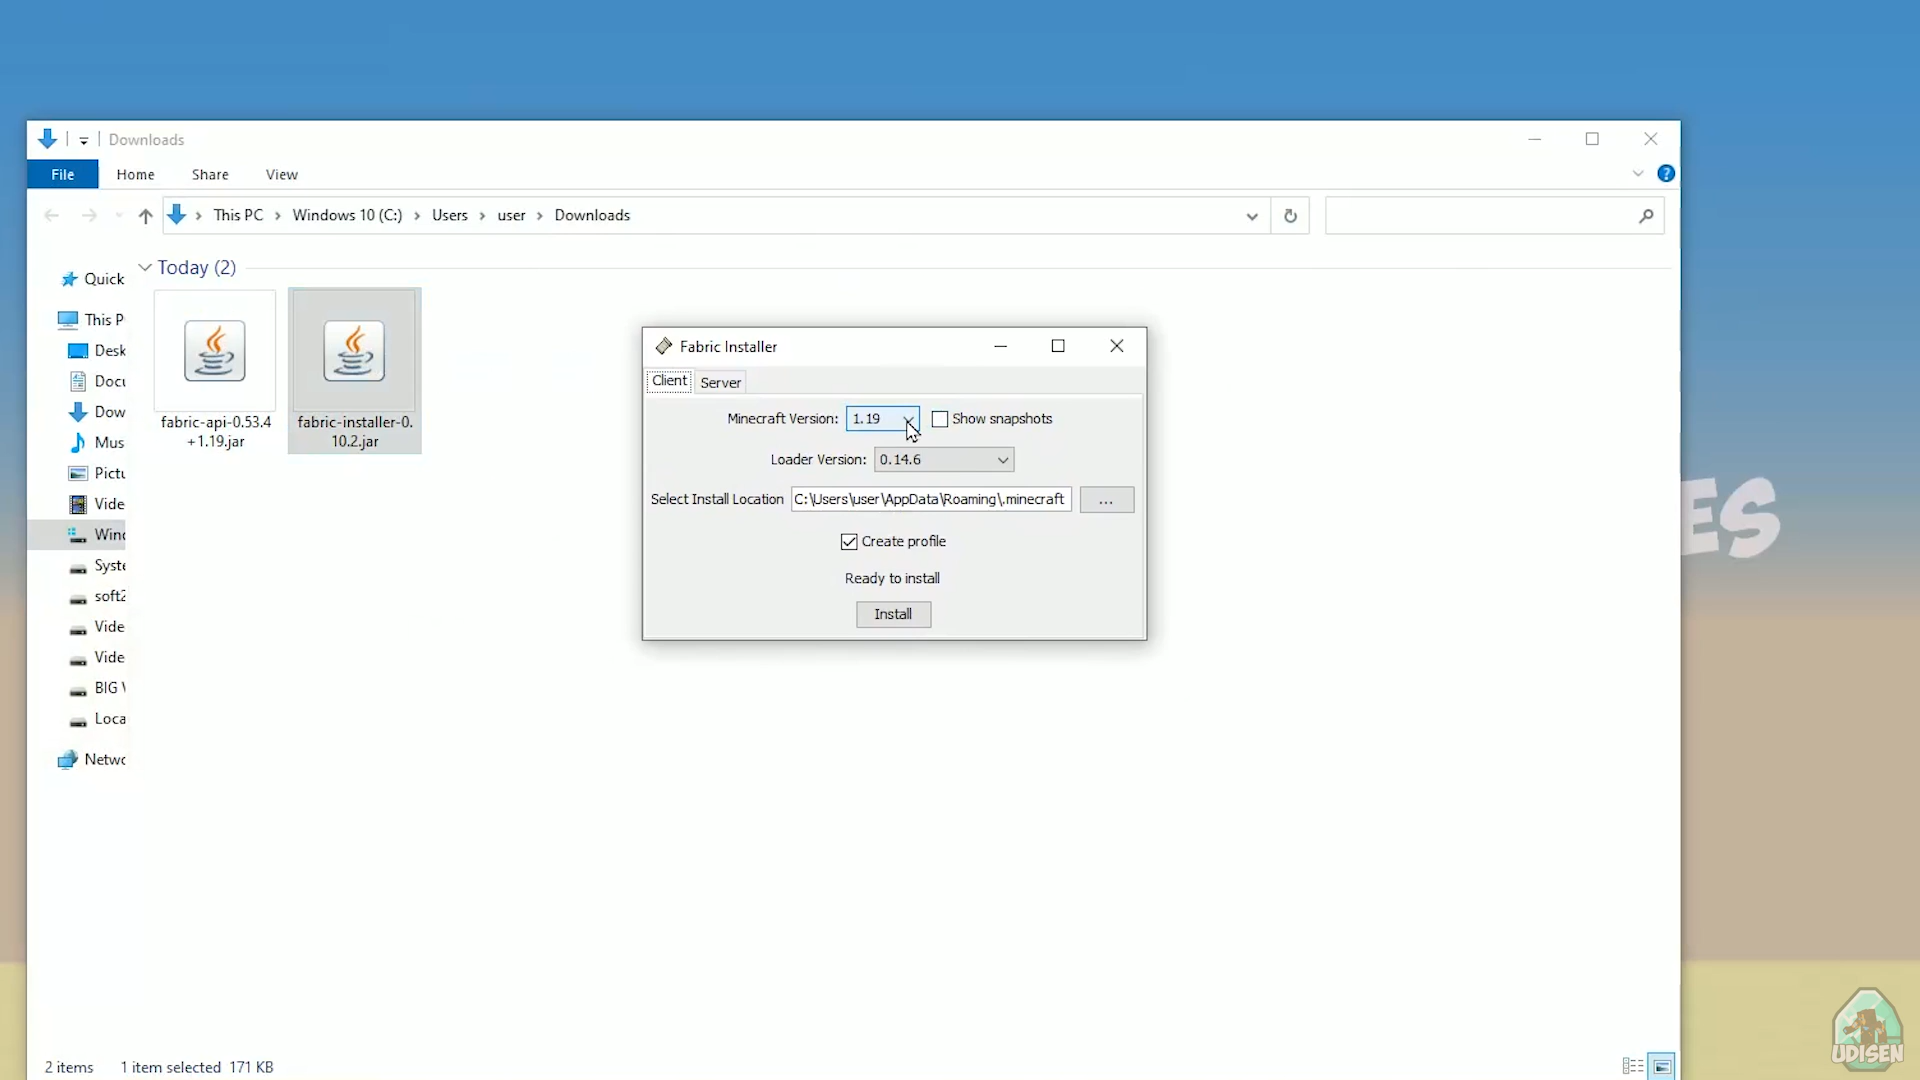 Downloads
File Home Share View
This PC Windows 10 (C:) Users user Downloads
Quick
This P
Desk
Docu
Dow
Mus
Pictu
Vide
Wind
Syste
soft2
Vide
Vide
BIG V
Loca
Netwo
Today (2)
fabric-api-0.53.4
+1.19.jar
fabric-installer-0.
10.2.jar
Fabric Installer
Client Server
Minecraft Version: 1.19 Show snapshots
Loader Version: 0.14.6
Select Install Location C:\Users\user\AppData\Roaming\.minecraft ...
Create profile
Ready to install
Install
ES
2 items 1 item selected 171 KB
UDISEN